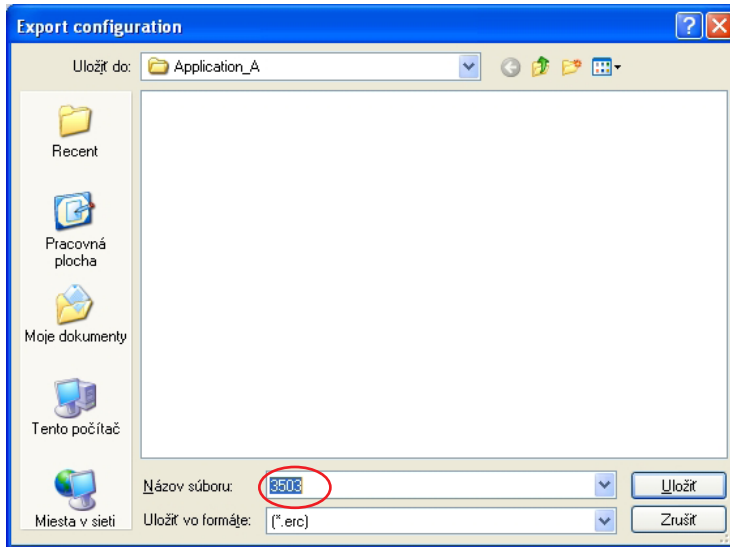 Export configuration
Uložiť do:
Application_A
Recent
Pracovná
plocha
Moje dokumenty
Tento počítač
Miesta v sieti
Názov súboru:
3503
Uložiť
Uložiť vo formáte:
(*.erc)
Zrušiť